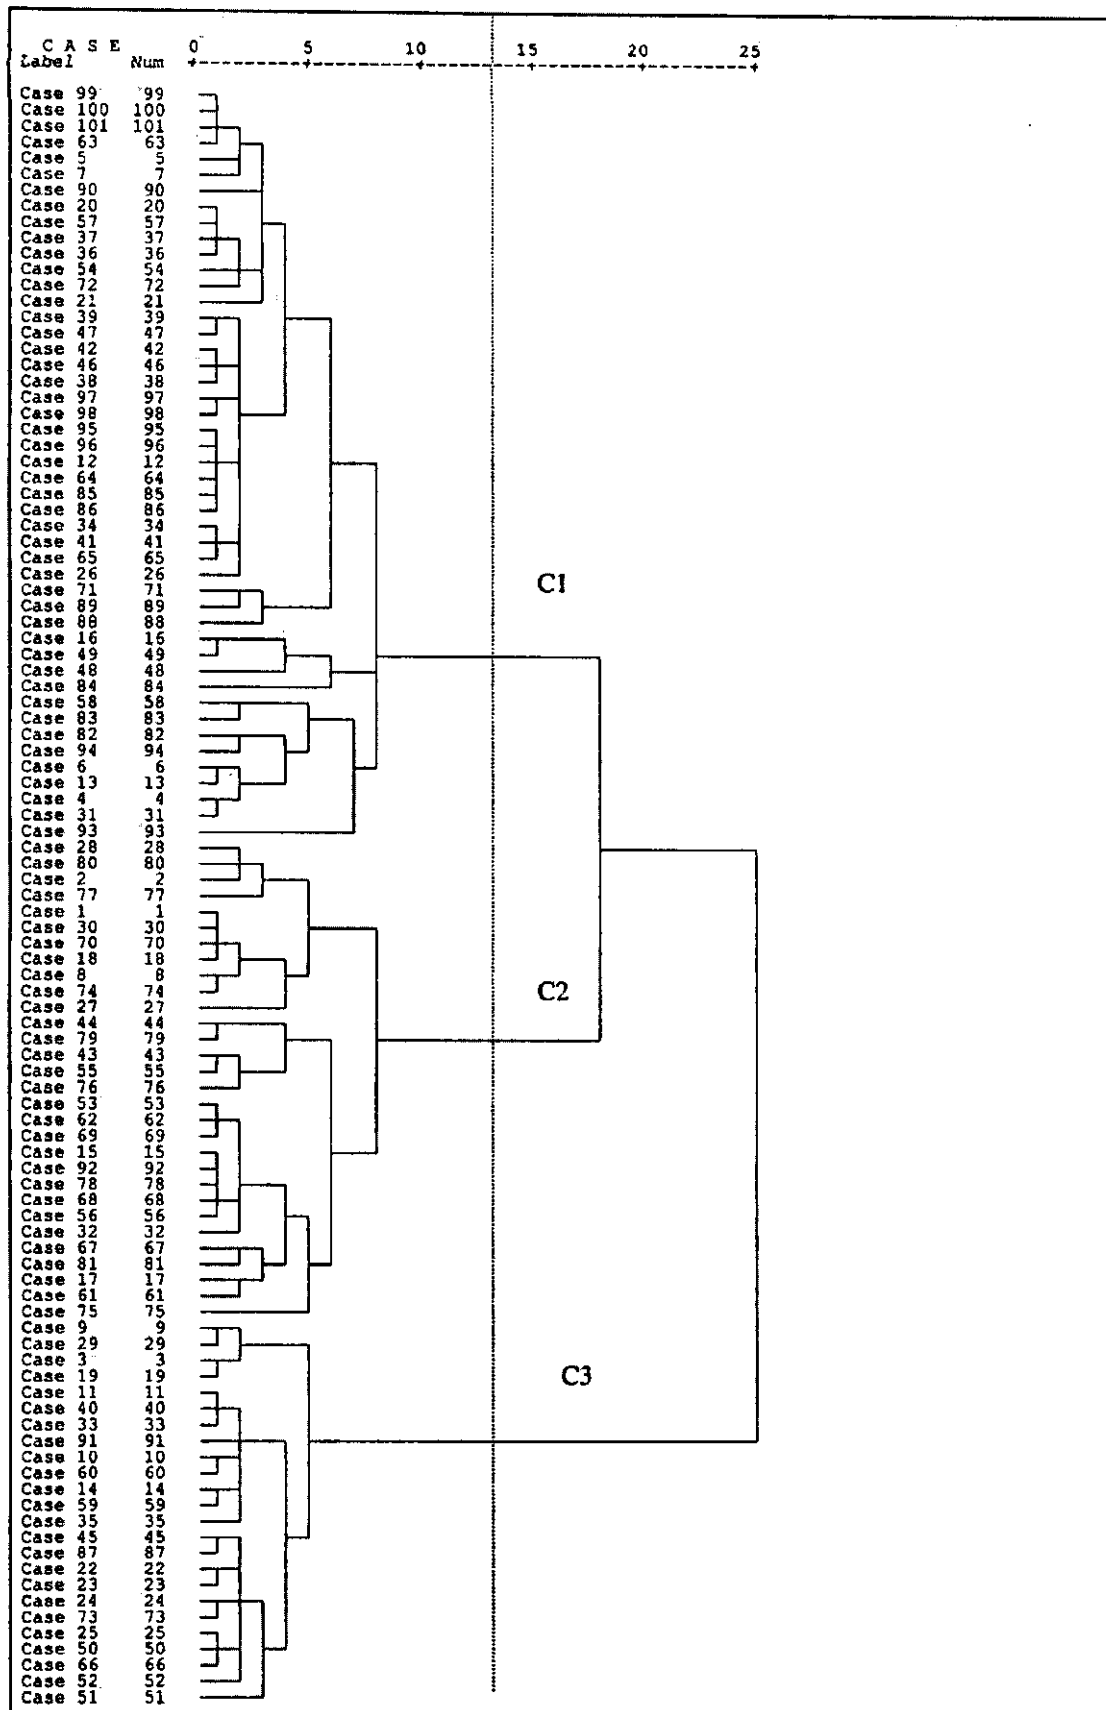 C A S E 0 5 10 15 20 25
Label Num +---------+---------+---------+---------+---------+
Case 99 99
Case 100 100
Case 101 101
Case 63 63
Case 5 5
Case 7 7
Case 90 90
Case 20 20
Case 57 57
Case 37 37
Case 36 36
Case 54 54
Case 72 72
Case 21 21
Case 39 39
Case 47 47
Case 42 42
Case 46 46
Case 38 38
Case 97 97
Case 98 98
Case 95 95
Case 96 96
Case 12 12
Case 64 64
Case 85 85
Case 86 86
Case 34 34
Case 41 41
Case 65 65
Case 26 26
C1
Case 71 71
Case 89 89
Case 88 88
Case 16 16
Case 49 49
Case 48 48
Case 84 84
Case 58 58
Case 83 83
Case 82 82
Case 94 94
Case 6 6
Case 13 13
Case 4 4
Case 31 31
Case 93 93
Case 28 28
Case 80 80
Case 2 2
Case 77 77
Case 1 1
Case 30 30
Case 70 70
Case 18 18
Case 8 8
Case 74 74
C2
Case 27 27
Case 44 44
Case 79 79
Case 43 43
Case 55 55
Case 76 76
Case 53 53
Case 62 62
Case 69 69
Case 15 15
Case 92 92
Case 78 78
Case 68 68
Case 56 56
Case 32 32
Case 67 67
Case 81 81
Case 17 17
Case 61 61
Case 75 75
Case 9 9
Case 29 29
Case 3 3
Case 19 19
C3
Case 11 11
Case 40 40
Case 33 33
Case 91 91
Case 10 10
Case 60 60
Case 14 14
Case 59 59
Case 35 35
Case 45 45
Case 87 87
Case 22 22
Case 23 23
Case 24 24
Case 73 73
Case 25 25
Case 50 50
Case 66 66
Case 52 52
Case 51 51